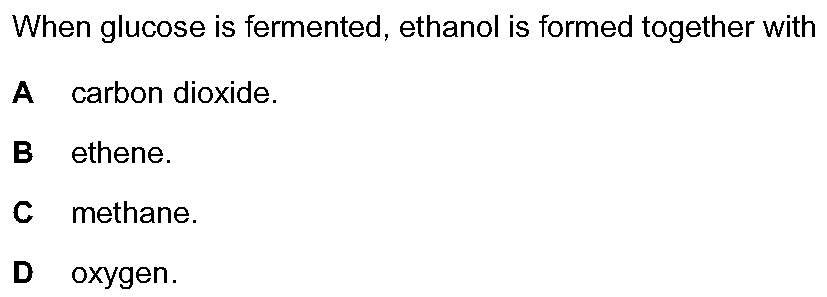 When glucose is fermented, ethanol is formed together with
A carbon dioxide.
B ethene.
C methane.
D oxygen.